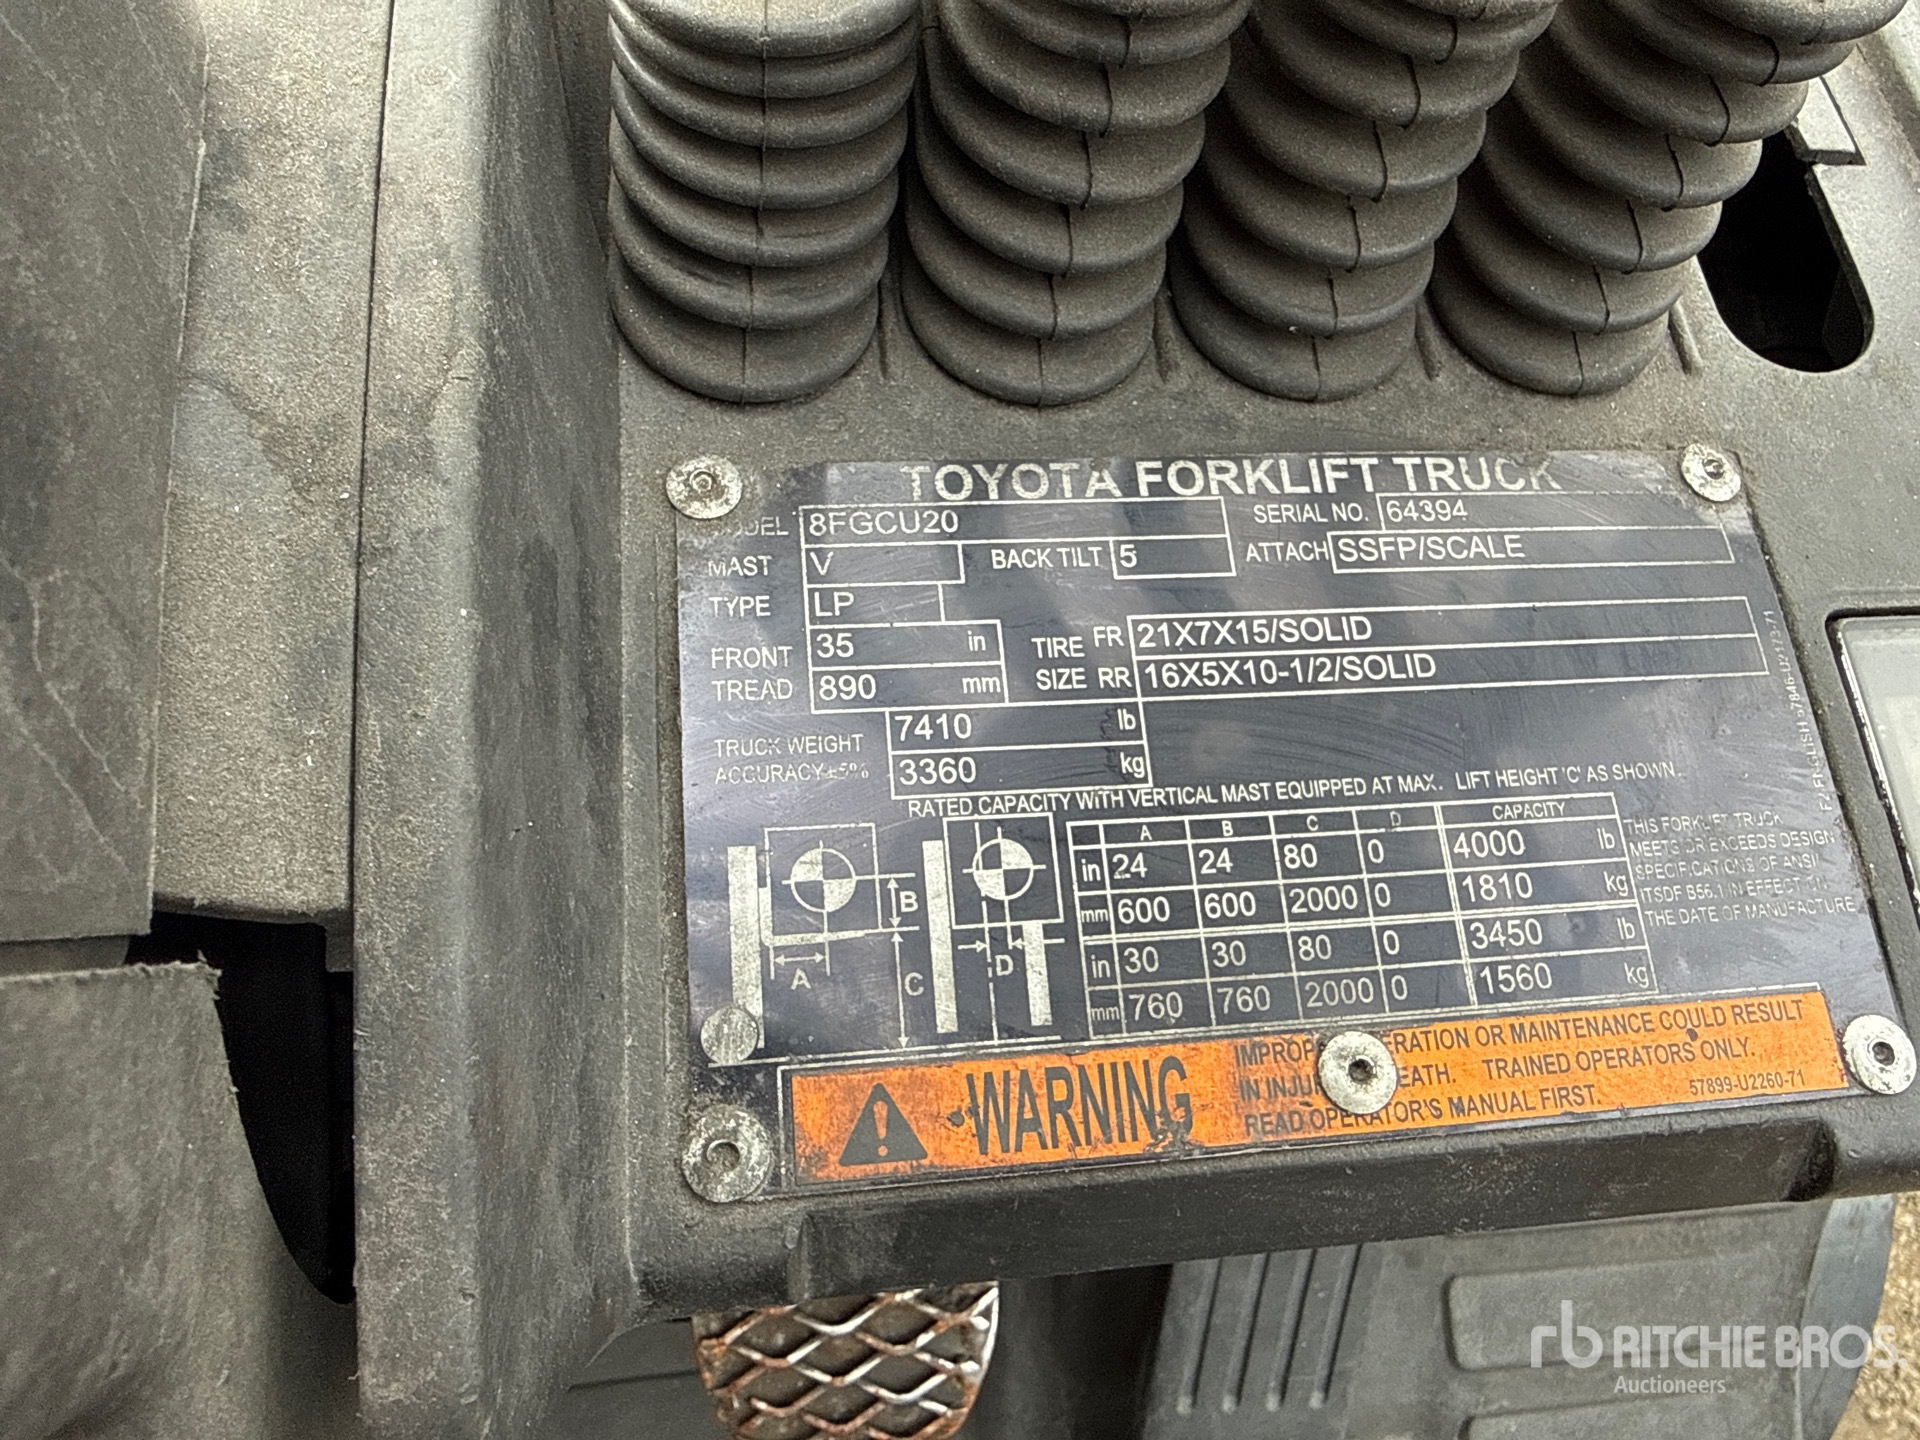 TOYOTA FORKLIFT TRUCK
MODEL 8FGCU20 SERIAL NO. 64394
MAST V BACK TILT 5 ATTACH SSFP/SCALE
TYPE LP
FRONT TREAD 35 in 890 mm
TIRE SIZE FR 21X7X15/SOLID
RR 16X5X10-1/2/SOLID
TRUCK WEIGHT 7410 lb
ACCURACY ±5% 3360 kg
RATED CAPACITY WITH VERTICAL MAST EQUIPPED AT MAX. LIFT HEIGHT 'C' AS SHOWN.
A B C D CAPACITY
in 24 24 80 0 4000 lb
mm 600 600 2000 0 1810 kg
in 30 30 80 0 3450 lb
mm 760 760 2000 0 1560 kg
B
A
C
D
THIS FORKLIFT TRUCK
MEETS OR EXCEEDS DESIGN
SPECIFICATIONS OF ANSI/
ITSDF B56.1 IN EFFECT ON
THE DATE OF MANUFACTURE
WARNING
OR MAINTENANCE COULD RESULT
IN TRAINED OPERATORS ONLY.
READ OPERATOR'S MANUAL FIRST.
57899-U2260-71
rb RITCHIE BROS.
Auctioneers